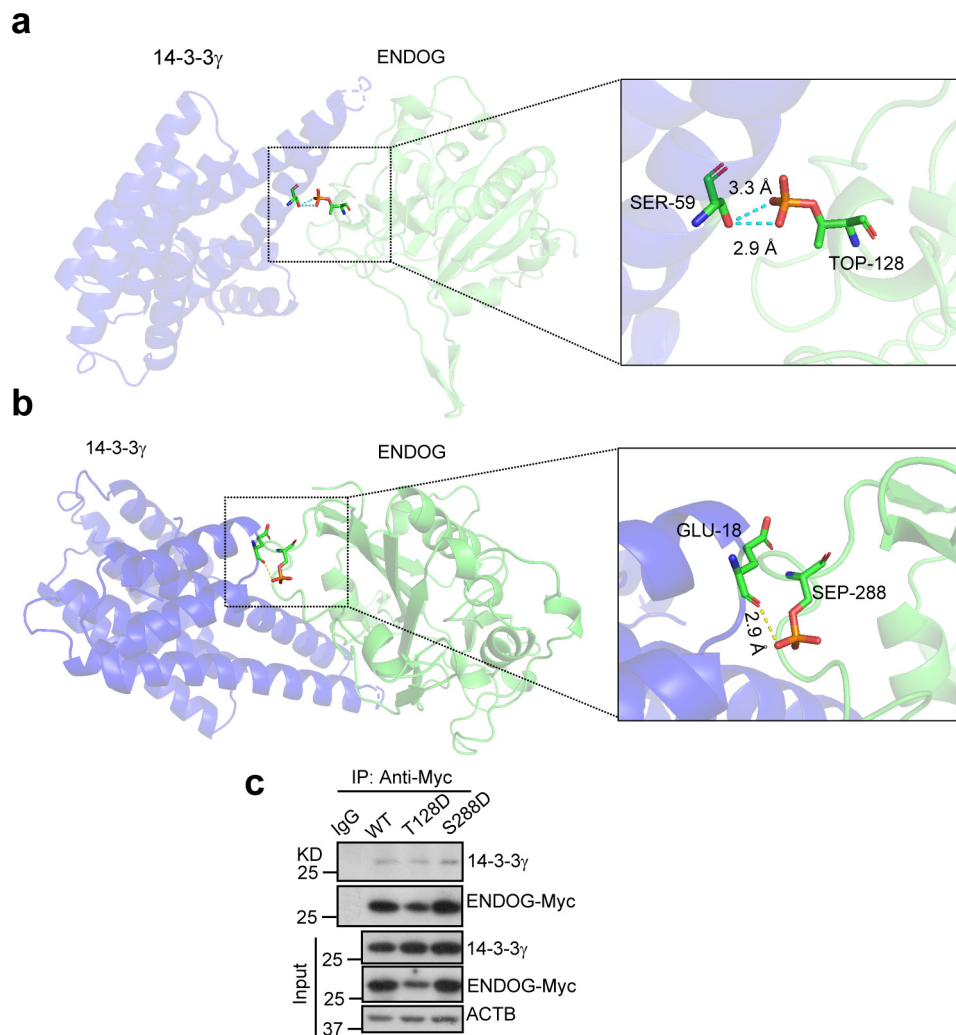 a
14-3-3γ
ENDOG
SER-59
3.3 Å
2.9 Å
TOP-128
b
14-3-3γ
ENDOG
GLU-18
SEP-288
2.9 Å
c
IP: Anti-Myc
IgG WT T128D S288D
KD
25
14-3-3γ
25
ENDOG-Myc
Input
25
14-3-3γ
25
ENDOG-Myc
37
ACTB